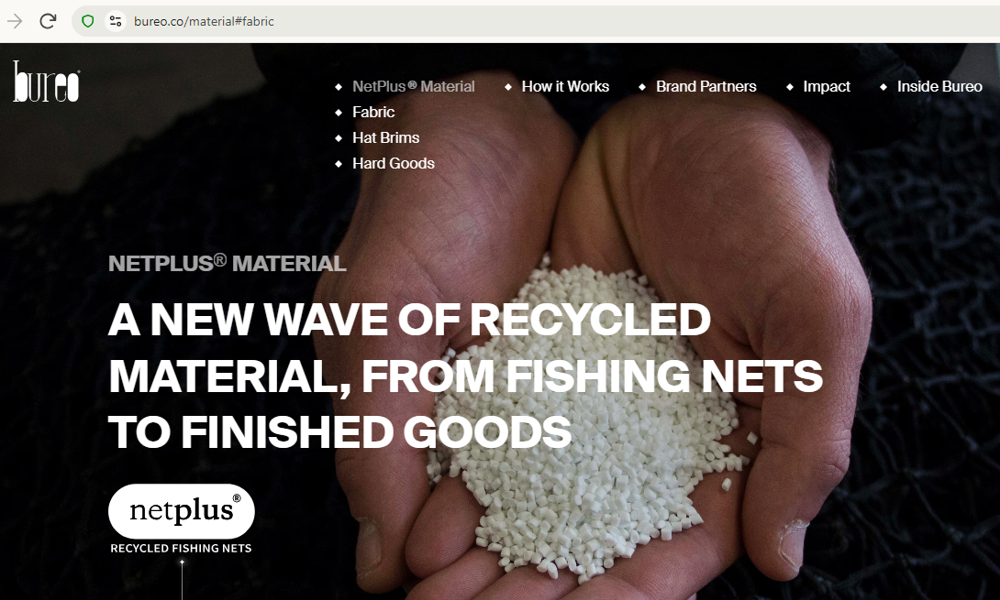 bureo.co/material#fabric
bureo®
NetPlus® Material How it Works Brand Partners Impact Inside Bureo
Fabric
Hat Brims
Hard Goods
NETPLUS® MATERIAL
A NEW WAVE OF RECYCLED
MATERIAL, FROM FISHING NETS
TO FINISHED GOODS
netplus®
RECYCLED FISHING NETS